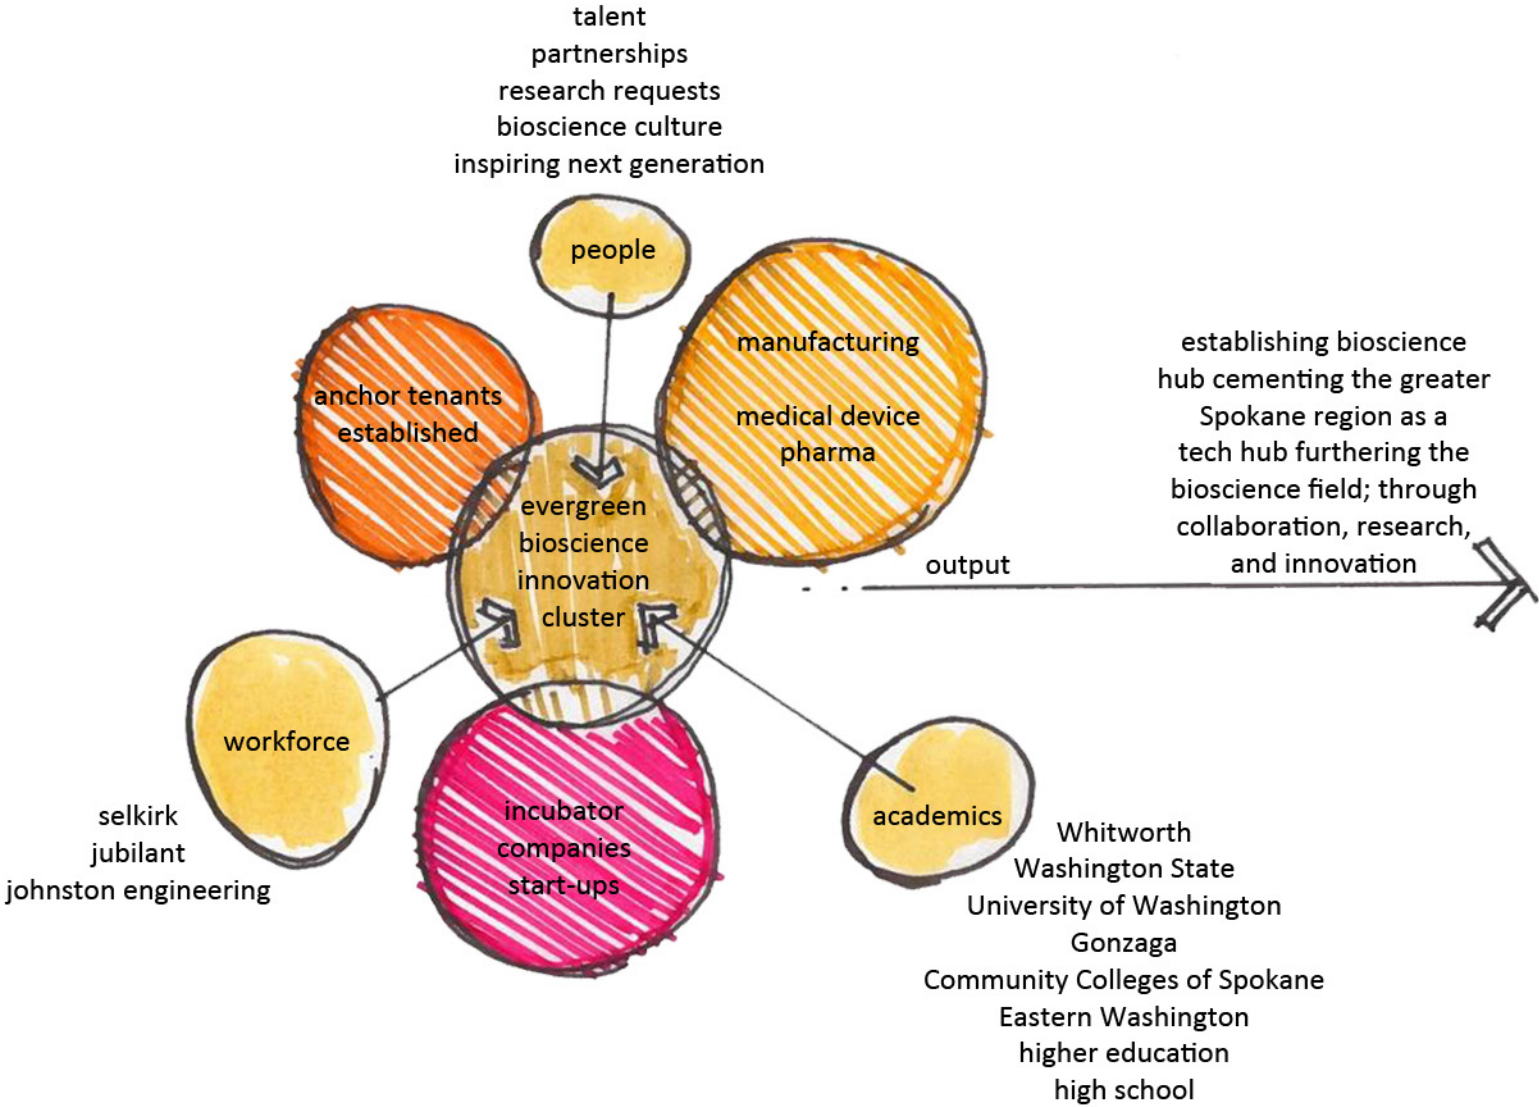 talent
partnerships
research requests
bioscience culture
inspiring next generation
people
manufacturing
medical device
pharma
anchor tenants
established
evergreen
bioscience
innovation
cluster
establishing bioscience
hub cementing the greater
Spokane region as a
tech hub furthering the
bioscience field; through
collaboration, research,
and innovation
output
workforce
selkirk
jubilant
johnston engineering
incubator
companies
start-ups
academics
Whitworth
Washington State
University of Washington
Gonzaga
Community Colleges of Spokane
Eastern Washington
higher education
high school